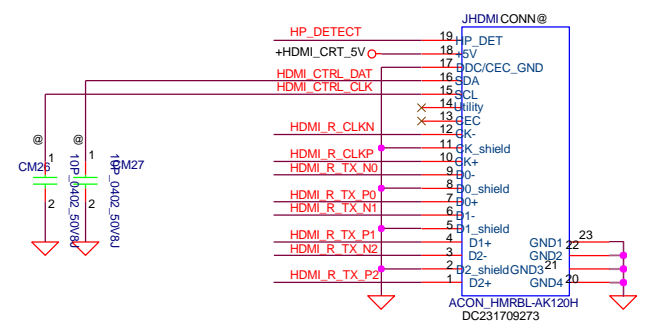 JHDMI CONN@
HP_DETECT 19 HP_DET
+HDMI_CRT_5V 18 +5V
17 DDC/CEC_GND
HDMI_CTRL_DAT 16 SDA
HDMI_CTRL_CLK 15 SCL
14 Utility
13 CEC
HDMI_R_CLKN 12 CK-
11 CK_shield
HDMI_R_CLKP 10 CK+
HDMI_R_TX_N0 9 D0-
8 D0_shield
HDMI_R_TX_P0 7 D0+
HDMI_R_TX_N1 6 D1-
5 D1_shield
HDMI_R_TX_P1 4 D1+ GND1 23
HDMI_R_TX_N2 3 D2- GND2 22
2 D2_shield GND3 21
HDMI_R_TX_P2 1 D2+ GND4 20
ACON_HMRBL-AK120H
DC231709273
@ @
1 1
CM26 CM27
2 2
10P_0402_50V8J
10P_0402_50V8J